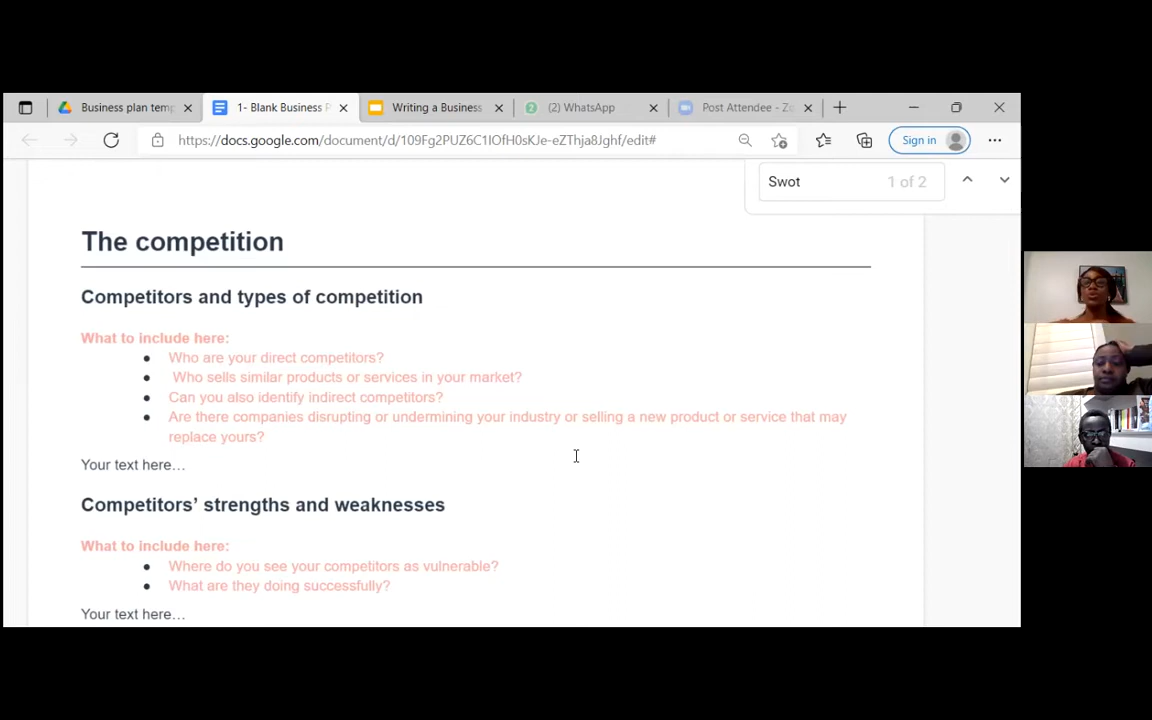 Business plan temp
1- Blank Business P
Writing a Business
(2) WhatsApp
Post Attendee - Zo
https://docs.google.com/document/d/109Fg2PUZ6C1lOfH0sKJe-eZThja8Jghf/edit#
Sign in
Swot 1 of 2
The competition
Competitors and types of competition
What to include here:
● Who are your direct competitors?
● Who sells similar products or services in your market?
● Can you also identify indirect competitors?
● Are there companies disrupting or undermining your industry or selling a new product or service that may
replace yours?
Your text here…
Competitors’ strengths and weaknesses
What to include here:
● Where do you see your competitors as vulnerable?
● What are they doing successfully?
Your text here…